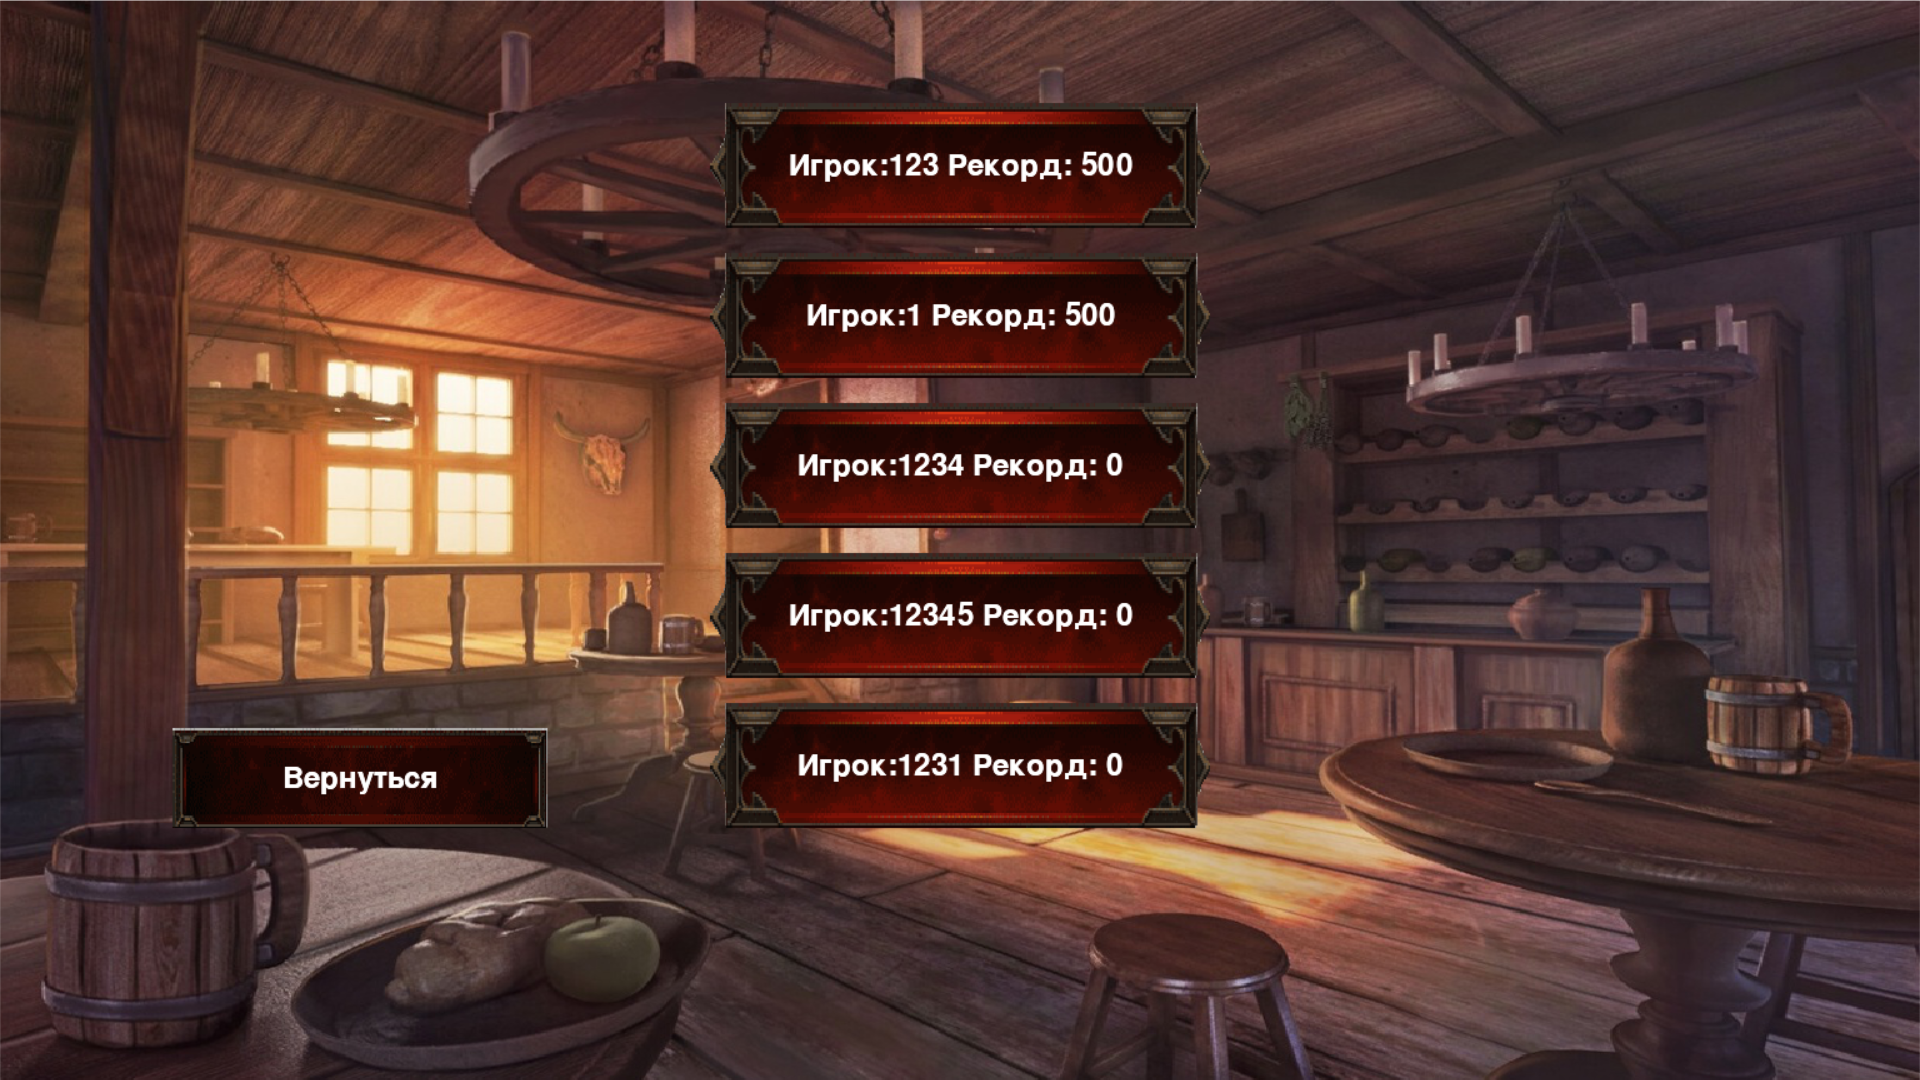 Игрок:123 Рекорд: 500
Игрок:1 Рекорд: 500
Игрок:1234 Рекорд: 0
Игрок:12345 Рекорд: 0
Игрок:1231 Рекорд: 0
Вернуться